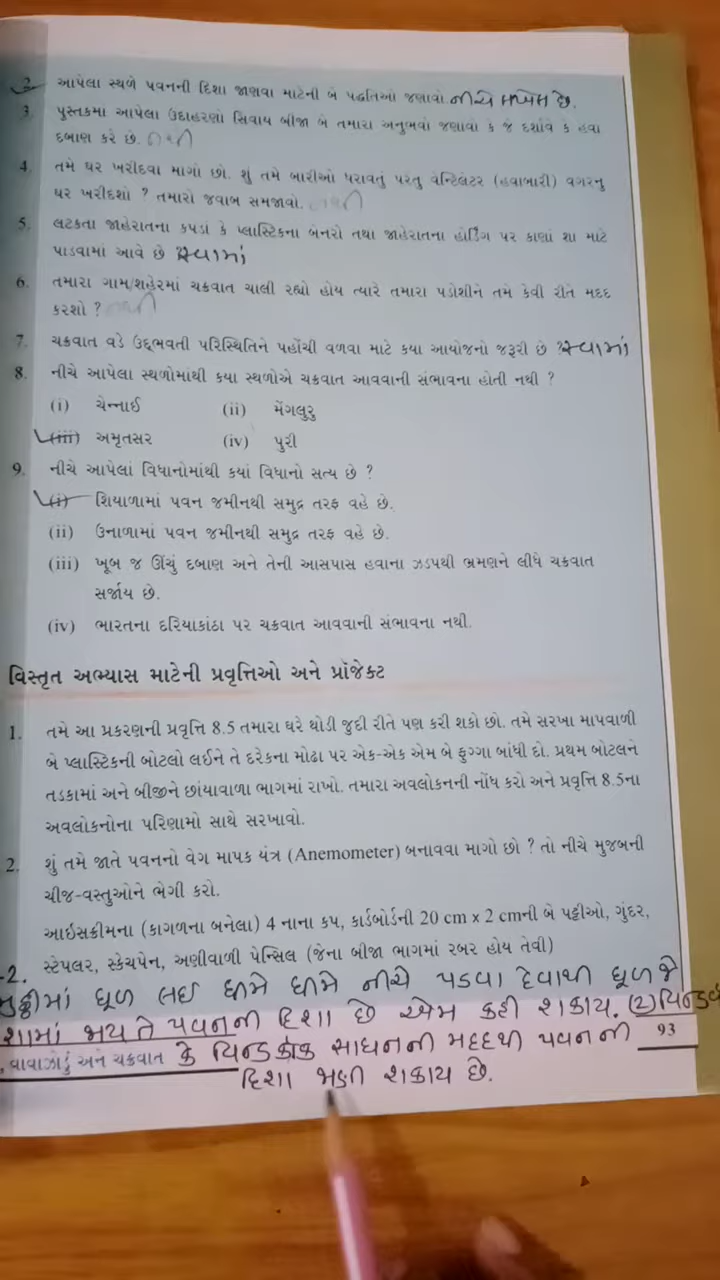 2. આપેલા સ્થળે પવનની દિશા જાણવા માટેની બે પદ્ધતિઓ જણાવો. નીચે લખેલ છે.
3. પુસ્તકમાં આપેલા ઉદાહરણો સિવાય બીજા બે તમારા અનુભવો જણાવો કે જે દર્શાવે કે હવા
દબાણ કરે છે.
4. તમે ઘર ખરીદવા માગો છો. શું તમે બારીઓ ધરાવતું પરંતુ વેન્ટિલેટર (હવાબારી) વગરનું
ઘર ખરીદશો ? તમારો જવાબ સમજાવો.
5. લટકતા જાહેરાતના કપડાં કે પ્લાસ્ટિકના બેનરો તથા જાહેરાતના હોર્ડિંગ પર કાણાં શા માટે
પાડવામાં આવે છે સ્વામાં
6. તમારા ગામ/શહેરમાં ચક્રવાત ચાલી રહ્યો હોય ત્યારે તમારા પડોશીને તમે કેવી રીતે મદદ
કરશો ?
7. ચક્રવાત વડે ઉદ્ભવતી પરિસ્થિતિને પહોંચી વળવા માટે કયા આયોજનો જરૂરી છે ? સ્વામાં
8. નીચે આપેલા સ્થળોમાંથી કયા સ્થળોએ ચક્રવાત આવવાની સંભાવના હોતી નથી ?
(i) ચેન્નાઈ (ii) મેંગલુરુ
(iii) અમૃતસર (iv) પુરી
9. નીચે આપેલાં વિધાનોમાંથી કયાં વિધાનો સત્ય છે ?
(i) શિયાળામાં પવન જમીનથી સમુદ્ર તરફ વહે છે.
(ii) ઉનાળામાં પવન જમીનથી સમુદ્ર તરફ વહે છે.
(iii) ખૂબ જ ઊંચું દબાણ અને તેની આસપાસ હવાના ઝડપથી ભ્રમણને લીધે ચક્રવાત
સર્જાય છે.
(iv) ભારતના દરિયાકાંઠા પર ચક્રવાત આવવાની સંભાવના નથી.
વિસ્તૃત અભ્યાસ માટેની પ્રવૃત્તિઓ અને પ્રૉજેક્ટ
1. તમે આ પ્રકરણની પ્રવૃત્તિ 8.5 તમારા ઘરે થોડી જુદી રીતે પણ કરી શકો છો. તમે સરખા માપવાળી
બે પ્લાસ્ટિકની બોટલો લઈને તે દરેકના મોઢા પર એક-એક એમ બે ફુગ્ગા બાંધી દો. પ્રથમ બોટલને
તડકામાં અને બીજીને છાંયાવાળા ભાગમાં રાખો. તમારા અવલોકનની નોંધ કરો અને પ્રવૃત્તિ 8.5ના
અવલોકનોના પરિણામો સાથે સરખાવો.
2. શું તમે જાતે પવનનો વેગ માપક યંત્ર (Anemometer) બનાવવા માગો છો ? તો નીચે મુજબની
ચીજ-વસ્તુઓને ભેગી કરો.
આઇસક્રીમના (કાગળના બનેલા) 4 નાના કપ, કાર્ડબોર્ડની 20 cm x 2 cmની બે પટ્ટીઓ, ગુંદર,
સ્ટેપલર, સ્કેચપેન, અણીવાળી પેન્સિલ (જેના બીજા ભાગમાં રબર હોય તેવી)
-2. મુઠ્ઠીમાં ધૂળ લઈ ધીમે ધીમે નીચે પડવા દેવાથી ધૂળ જે
શામાં જાય તે પવનની દિશા છે એમ કહી શકાય. (2) વિન્ડવ
93
વાવાઝોડું અને ચક્રવાત કે વિન્ડકોક સાધનની મદદથી પવનની
દિશા જાણી શકાય છે.